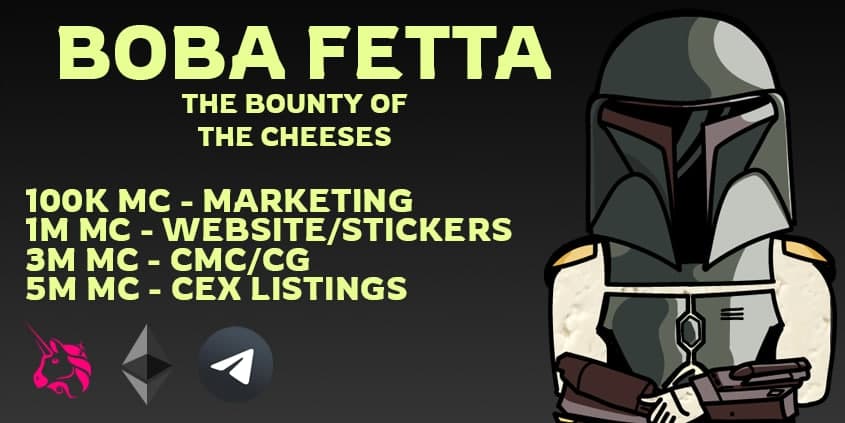 BOBA FETTA
THE BOUNTY OF
THE CHEESES
100K MC - MARKETING
1M MC - WEBSITE/STICKERS
3M MC - CMC/CG
5M MC - CEX LISTINGS